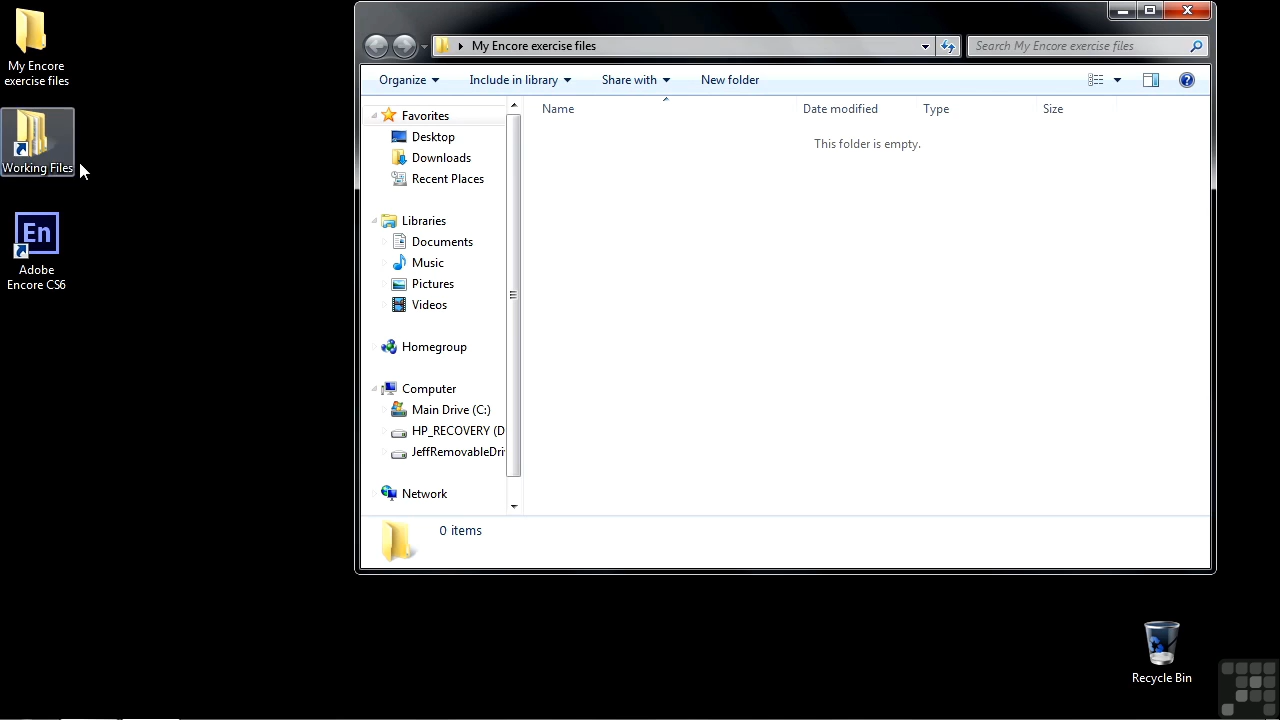 My Encore
exercise files
Working Files
En
Adobe
Encore CS6
My Encore exercise files
Search My Encore exercise files
Organize
Include in library
Share with
New folder
Favorites
Desktop
Downloads
Recent Places
Libraries
Documents
Music
Pictures
Videos
Homegroup
Computer
Main Drive (C:)
HP_RECOVERY (D
JeffRemovableDri
Network
Name
Date modified
Type
Size
This folder is empty.
0 items
Recycle Bin